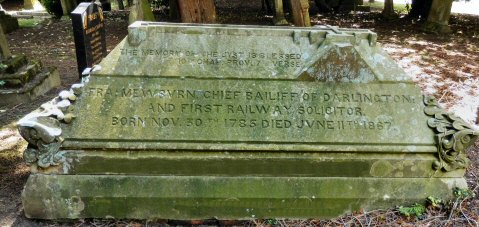 THE MEMORY OF THE JUST IS BLESSED
FRA: MEWBURN, CHIEF BAILIFF OF DARLINGTON;
AND FIRST RAILWAY SOLICITOR.
BORN NOV. 30TH 1785 DIED JUNE 11TH 1867